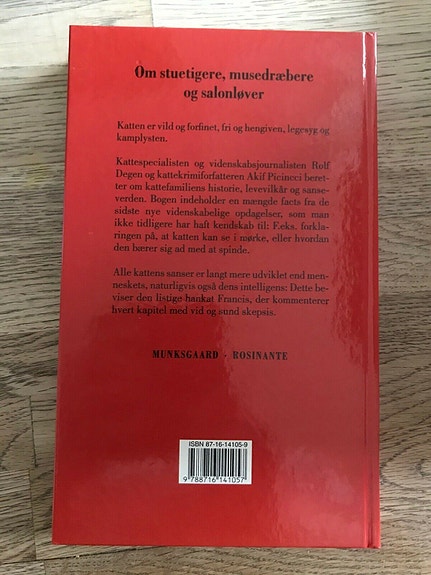 Om stuetigere, musedræbere
og salonløver
Katten er vild og forfinet, fri og hengiven, legesyg og
kamplysten.
Kattespecialisten og videnskabsjournalisten Rolf
Degen og kattekrimiforfatteren Akif Pirincci beret-
ter om kattefamiliens historie, levevilkår og sanse-
verden. Bogen indeholder en mængde facts fra de
sidste nye videnskabelige opdagelser, som man
ikke tidligere har haft kendskab til: F.eks. forkla-
ringen på, at katten kan se i mørke, eller hvordan
den bærer sig ad med at spinde.
Alle kattens sanser er langt mere udviklet end men-
neskets, naturligvis også dens intelligens: Dette be-
viser den listige hankat Francis, der kommenterer
hvert kapitel med vid og sund skepsis.
MUNKSGAARD · ROSINANTE
ISBN 87-16-14105-9
9 788716 141057